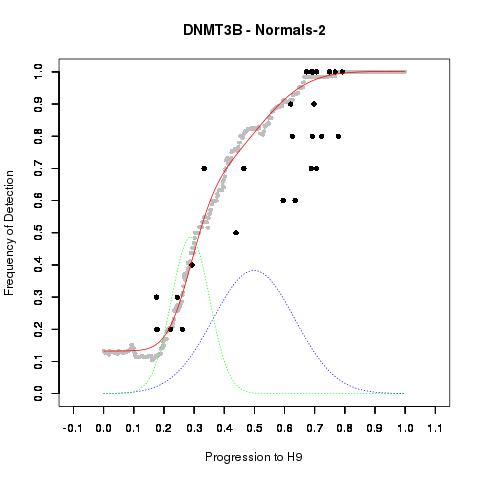 DNMT3B - Normals-2
Frequency of Detection
1.0
0.9
0.8
0.7
0.6
0.5
0.4
0.3
0.2
0.1
0.0
-0.1 0.0 0.1 0.2 0.3 0.4 0.5 0.6 0.7 0.8 0.9 1.0 1.1
Progression to H9